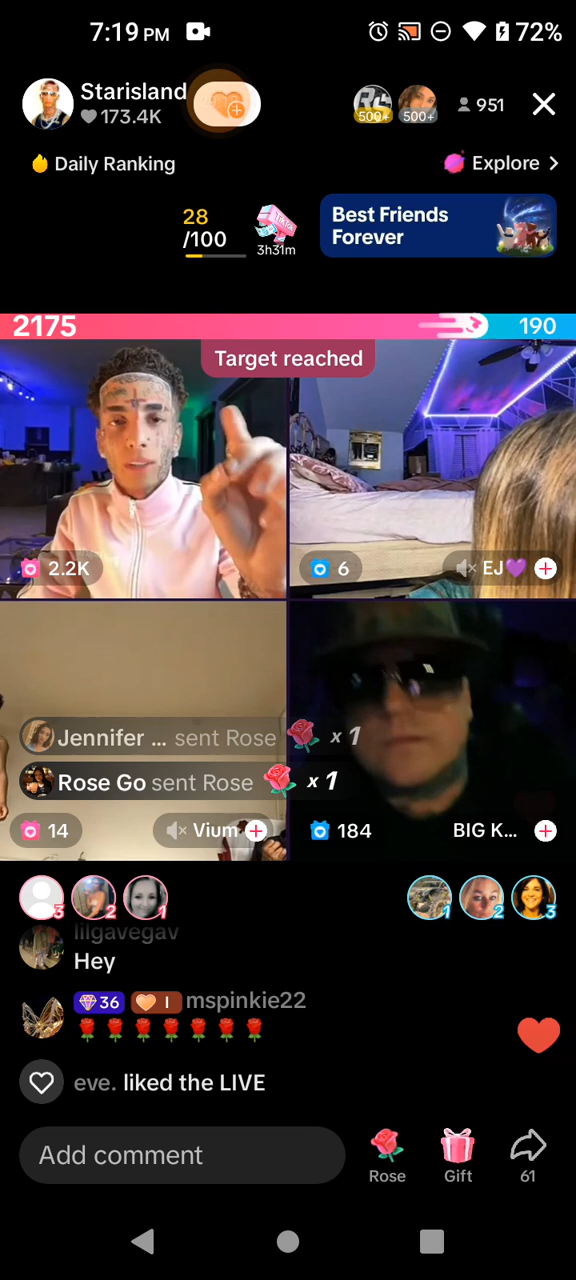 7:19 PM 72%
Starisland
173.4K
500+ 500+ 951
Daily Ranking
Explore
28
/100
3h31m
Best Friends
Forever
2175 190
Target reached
2.2K
6
EJ💜
Jennifer ... sent Rose x 1
Rose Go sent Rose x 1
14
Vium
184
BIG K...
3 2 1 1 2 3
lilgavegav
Hey
36 I mspinkie22
🌹🌹🌹🌹🌹🌹🌹
eve. liked the LIVE
Add comment
Rose
Gift
61